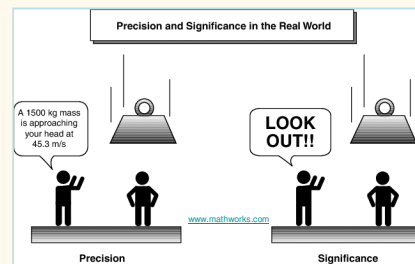 Precision and Significance in the Real World
A 1500 kg mass
is approaching
your head at
45.3 m/s
LOOK
OUT!!
www.mathworks.com
Precision
Significance